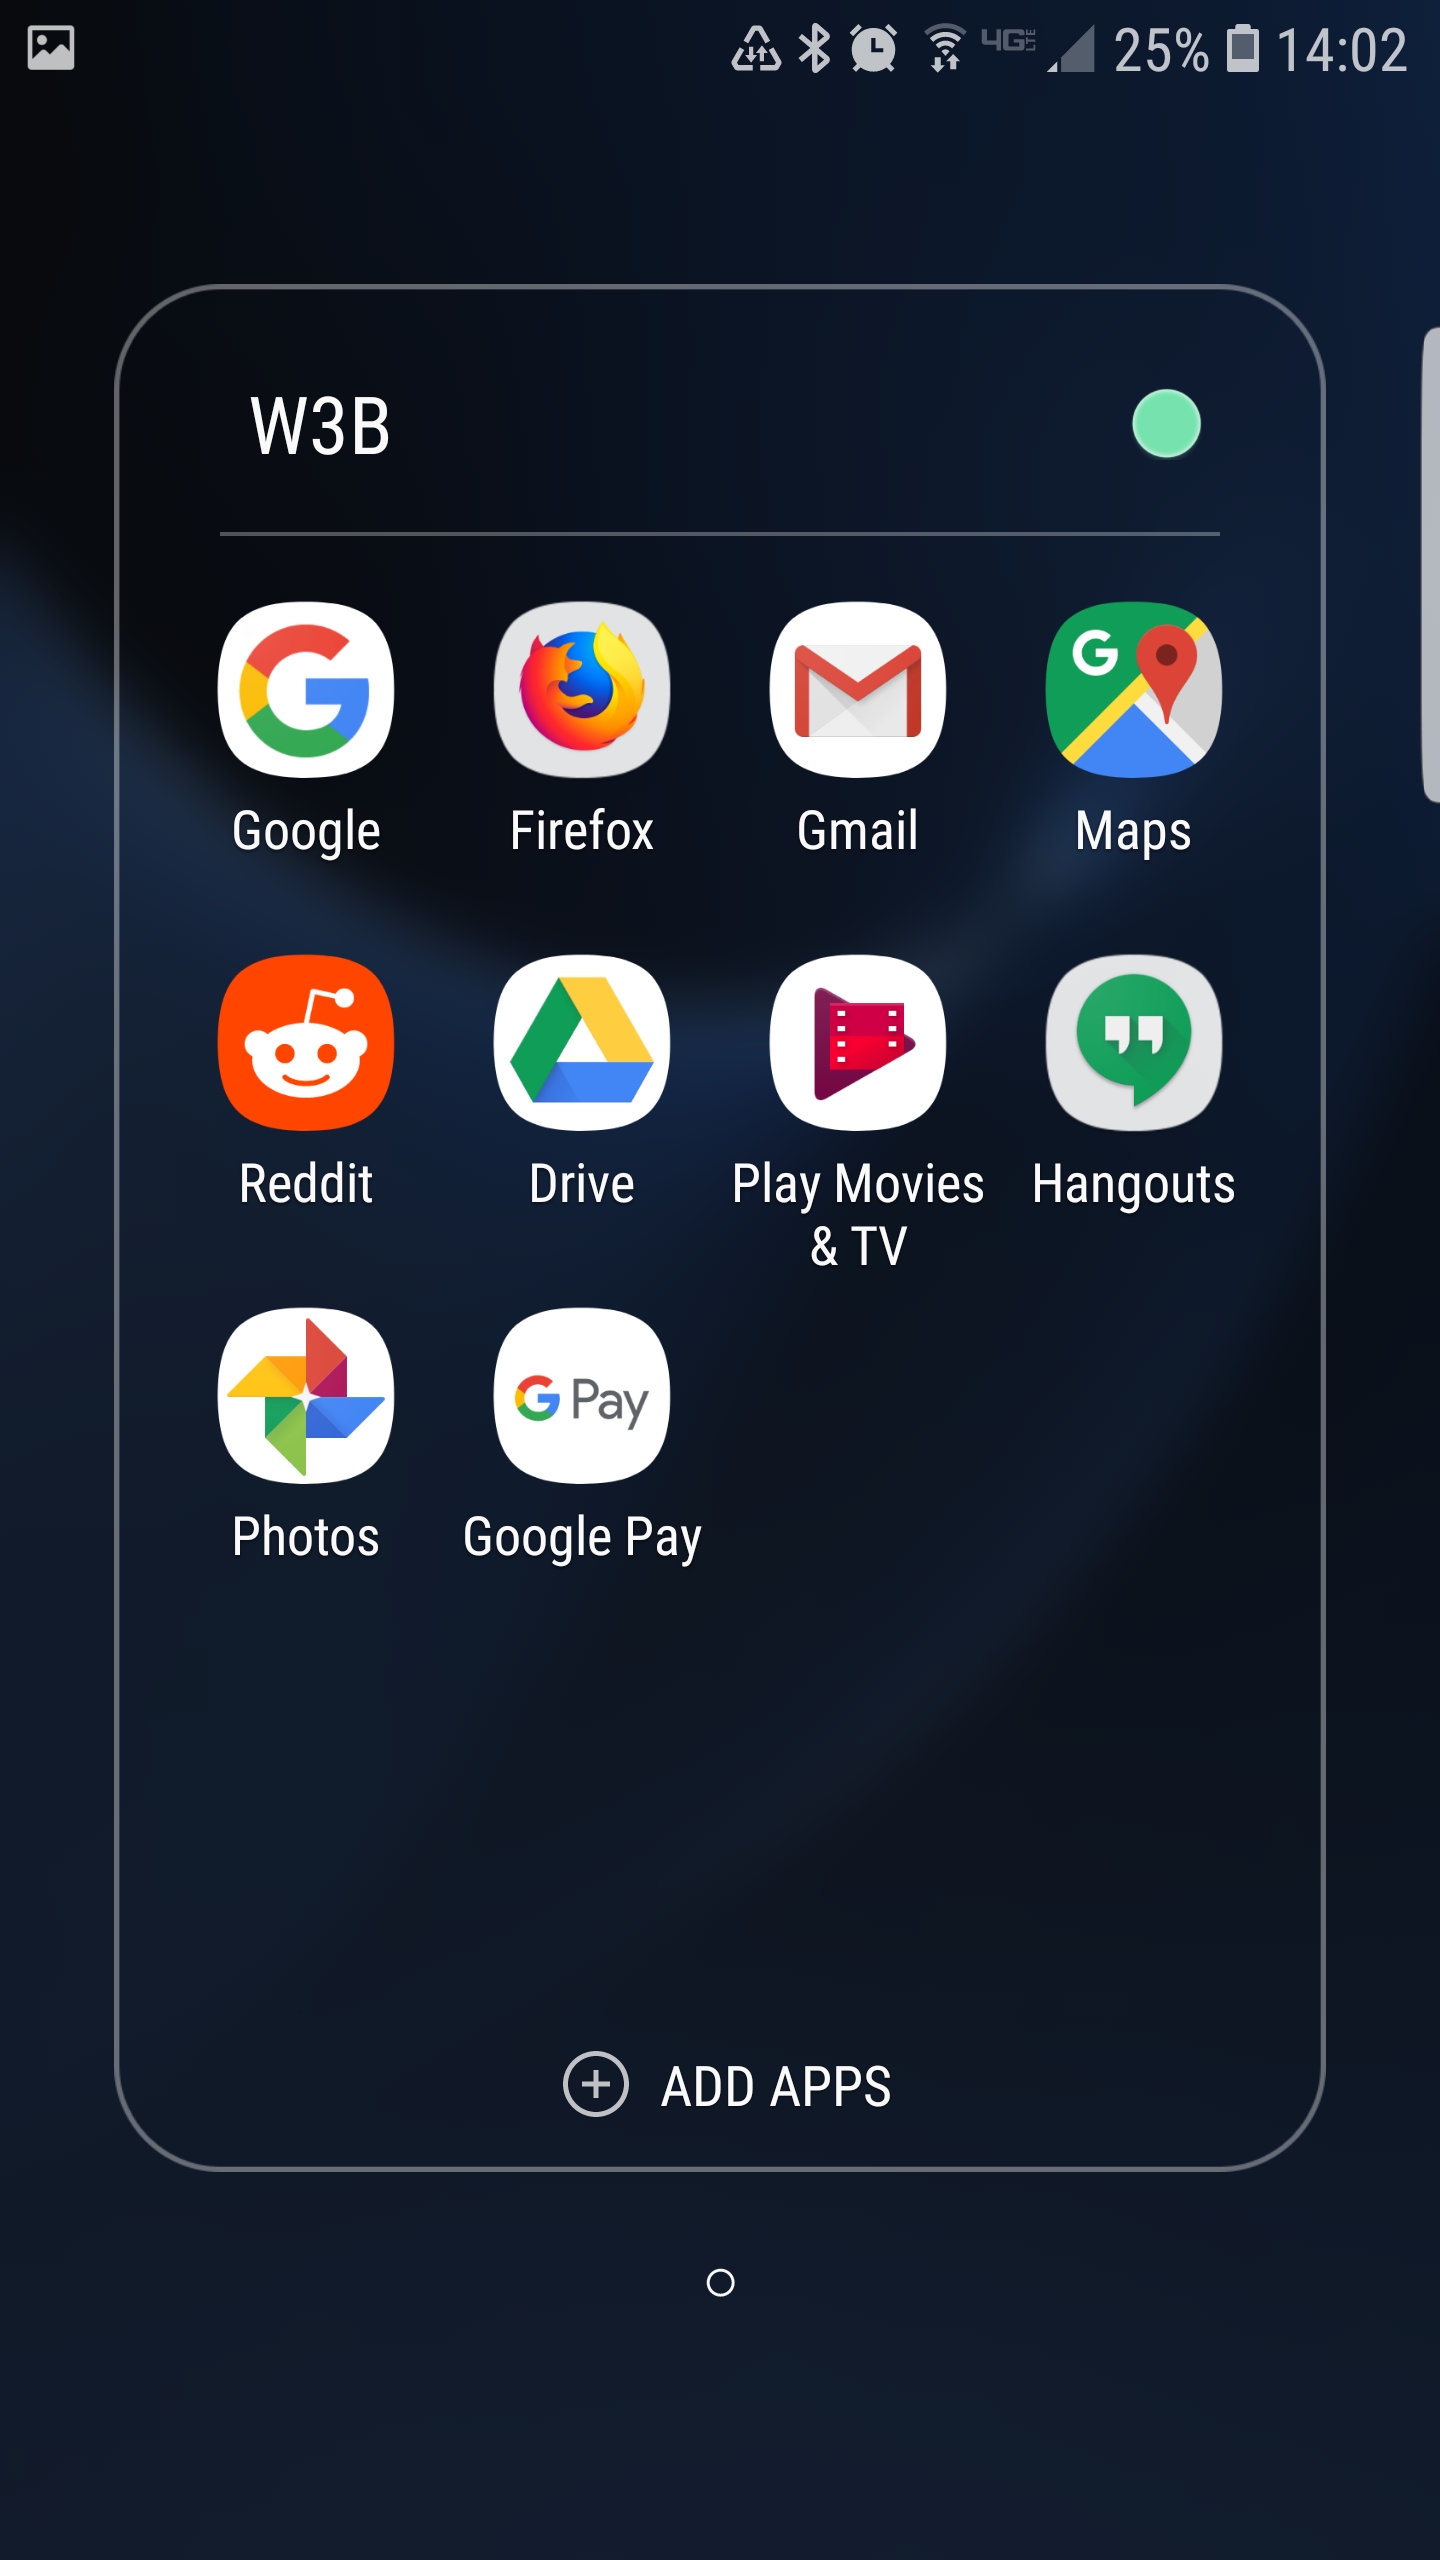 4G LTE 25% 14:02
W3B
Google Firefox Gmail Maps
G
Reddit Drive Play Movies & TV Hangouts
G Pay
Photos Google Pay
ADD APPS